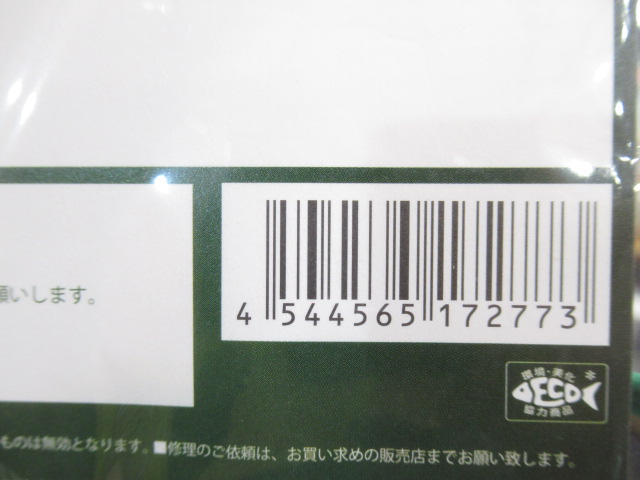 願いします。
4 544565 172773
環境・美化
ECO
協力商品
ものは無効となります。■修理のご依頼は、お買い求めの販売店までお願い致します。